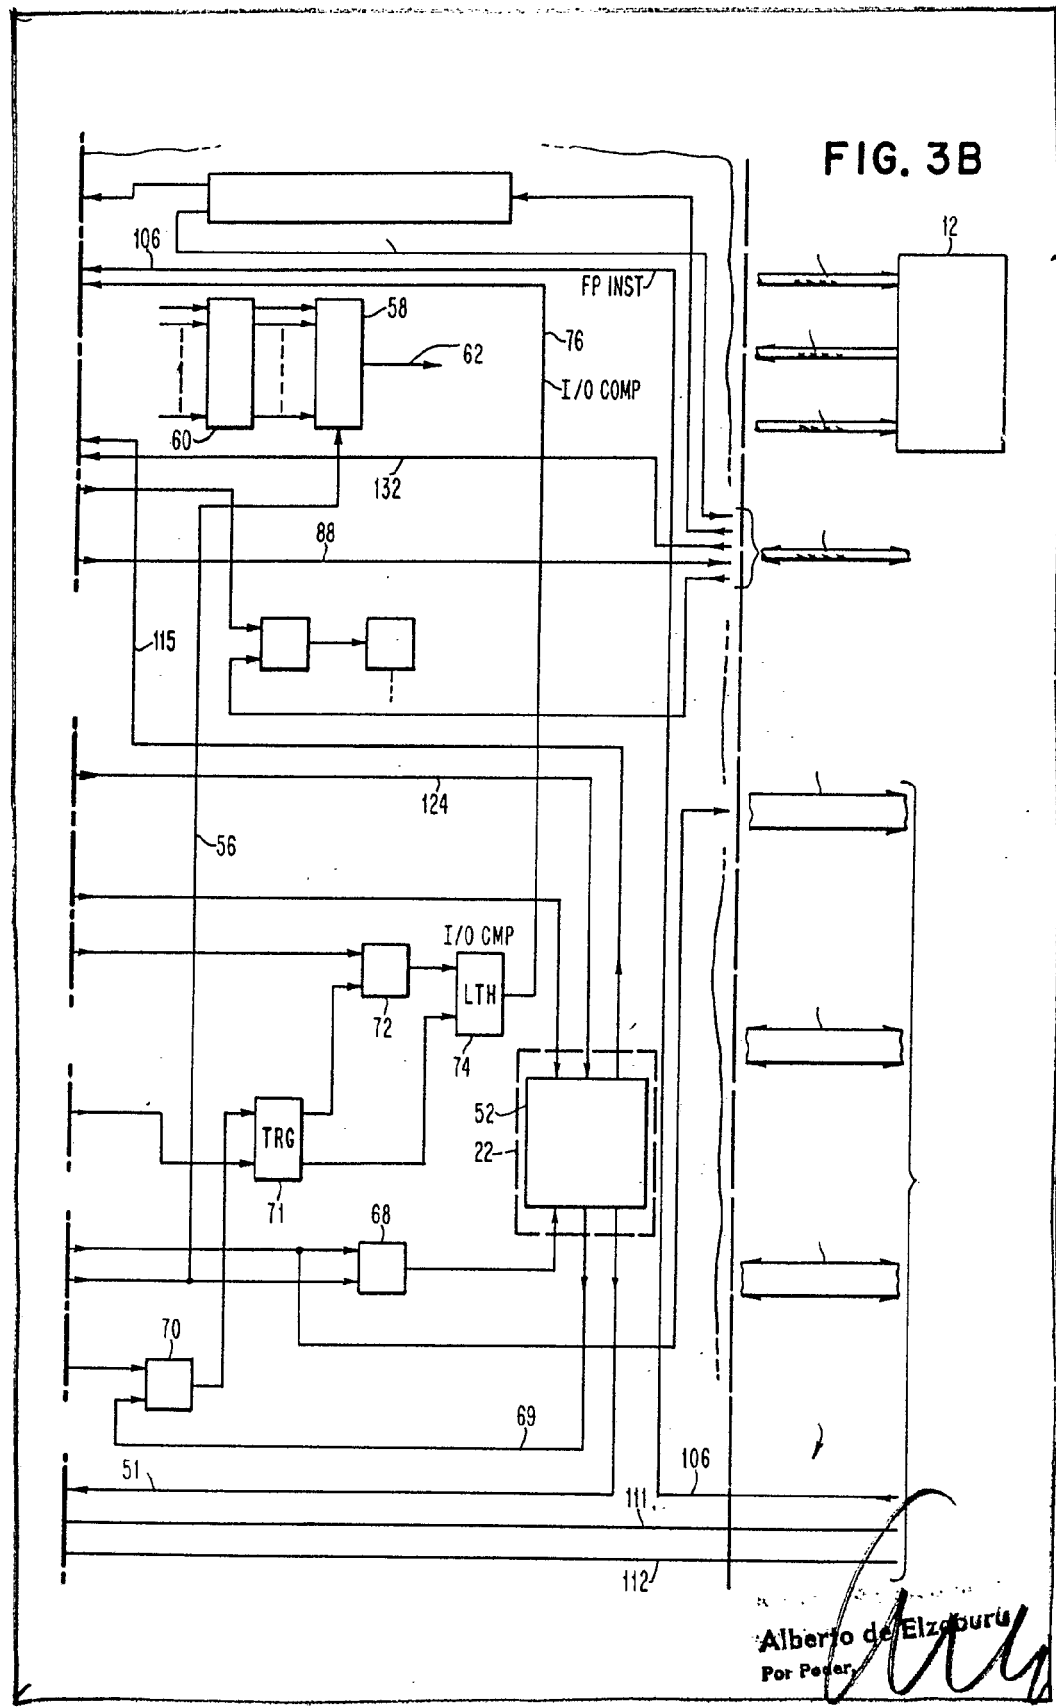 FIG. 3B
12
106
FP INST
58
76
62
I/O COMP
60
132
88
115
124
56
I/O CMP
LTH
72
74
52
TRG
22
71
68
70
69
51
106
111
112
Alberto de Elzaburu
Por Poder,